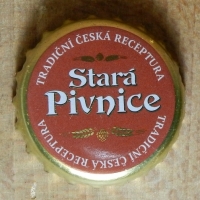 TRADIČNÍ ČESKÁ RECEPTURA
Stará
Pivnice
TRADIČNÍ ČESKÁ RECEPTURA